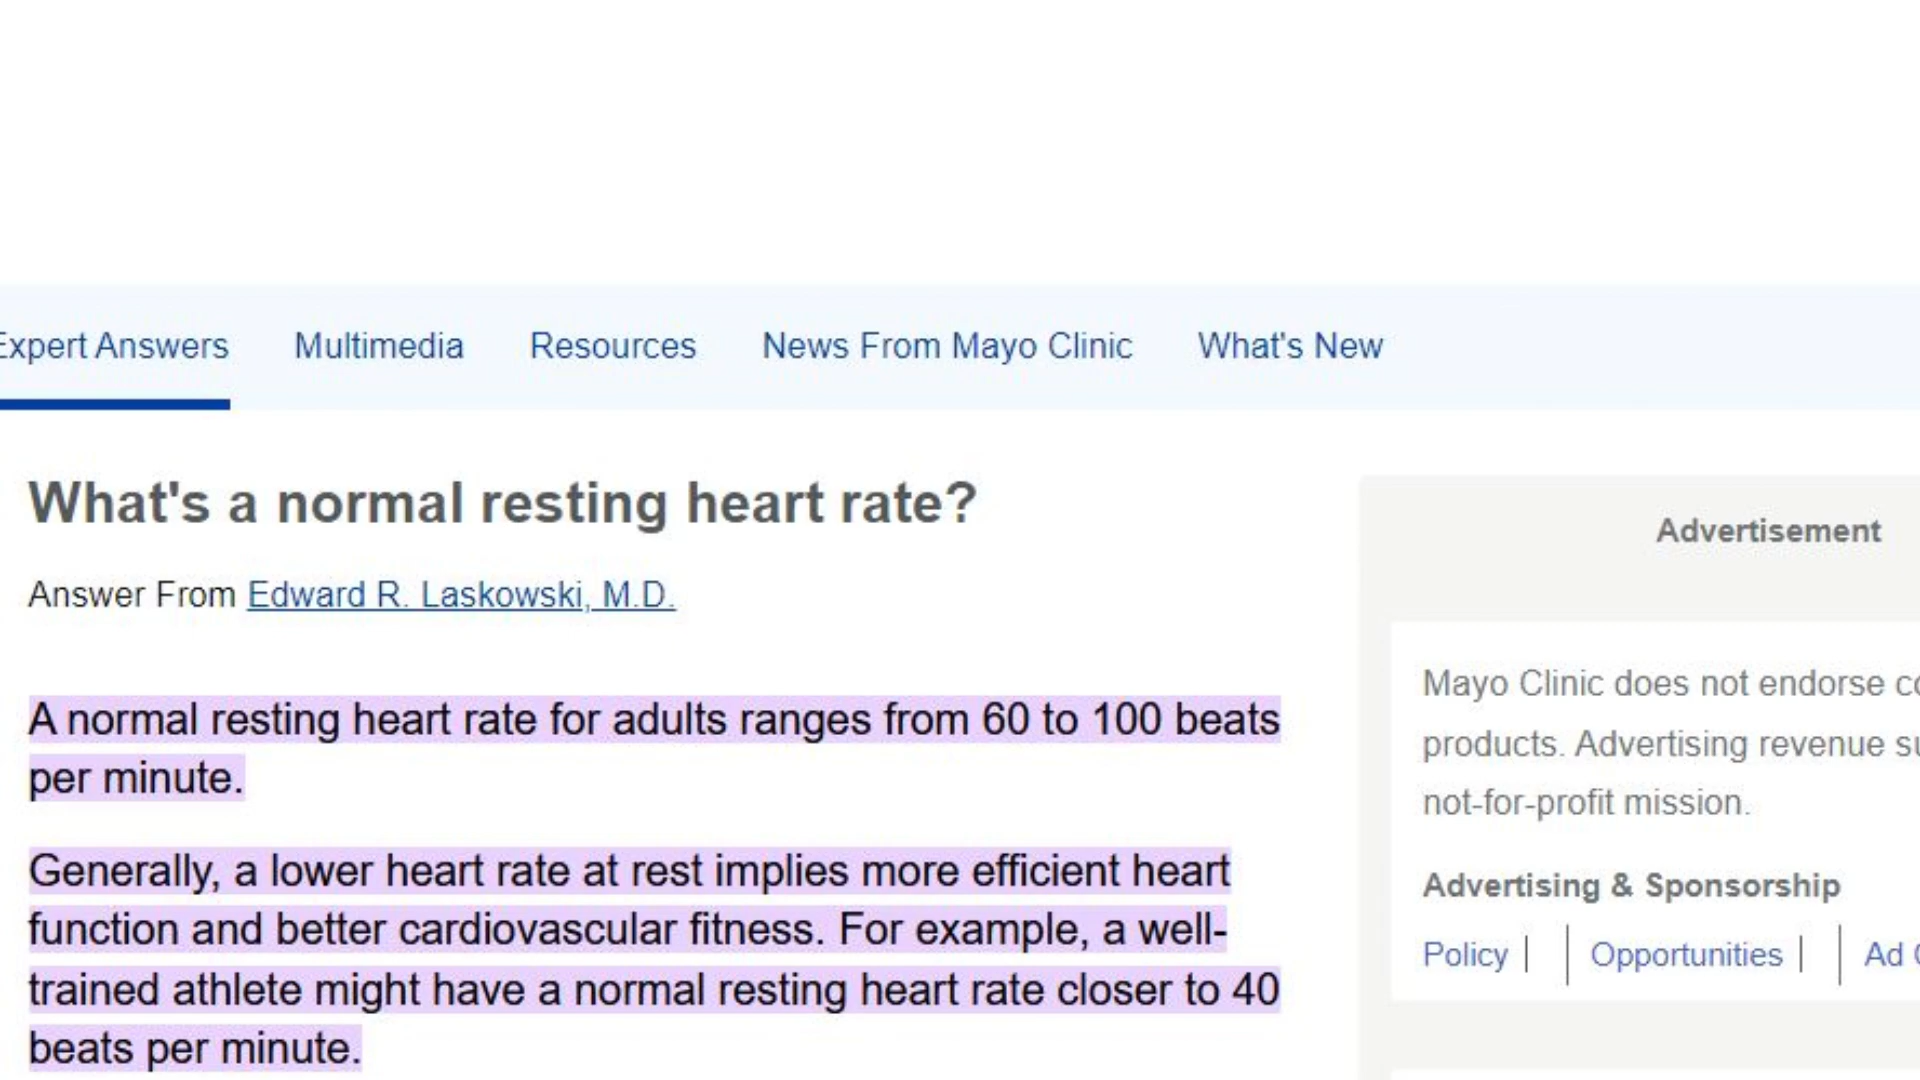 Expert Answers Multimedia Resources News From Mayo Clinic What's New
What's a normal resting heart rate?
Answer From Edward R. Laskowski, M.D.
A normal resting heart rate for adults ranges from 60 to 100 beats
per minute.
Generally, a lower heart rate at rest implies more efficient heart
function and better cardiovascular fitness. For example, a well-
trained athlete might have a normal resting heart rate closer to 40
beats per minute.
Advertisement
Mayo Clinic does not endorse
products. Advertising revenue
not-for-profit mission.
Advertising & Sponsorship
Policy | Opportunities | Ad